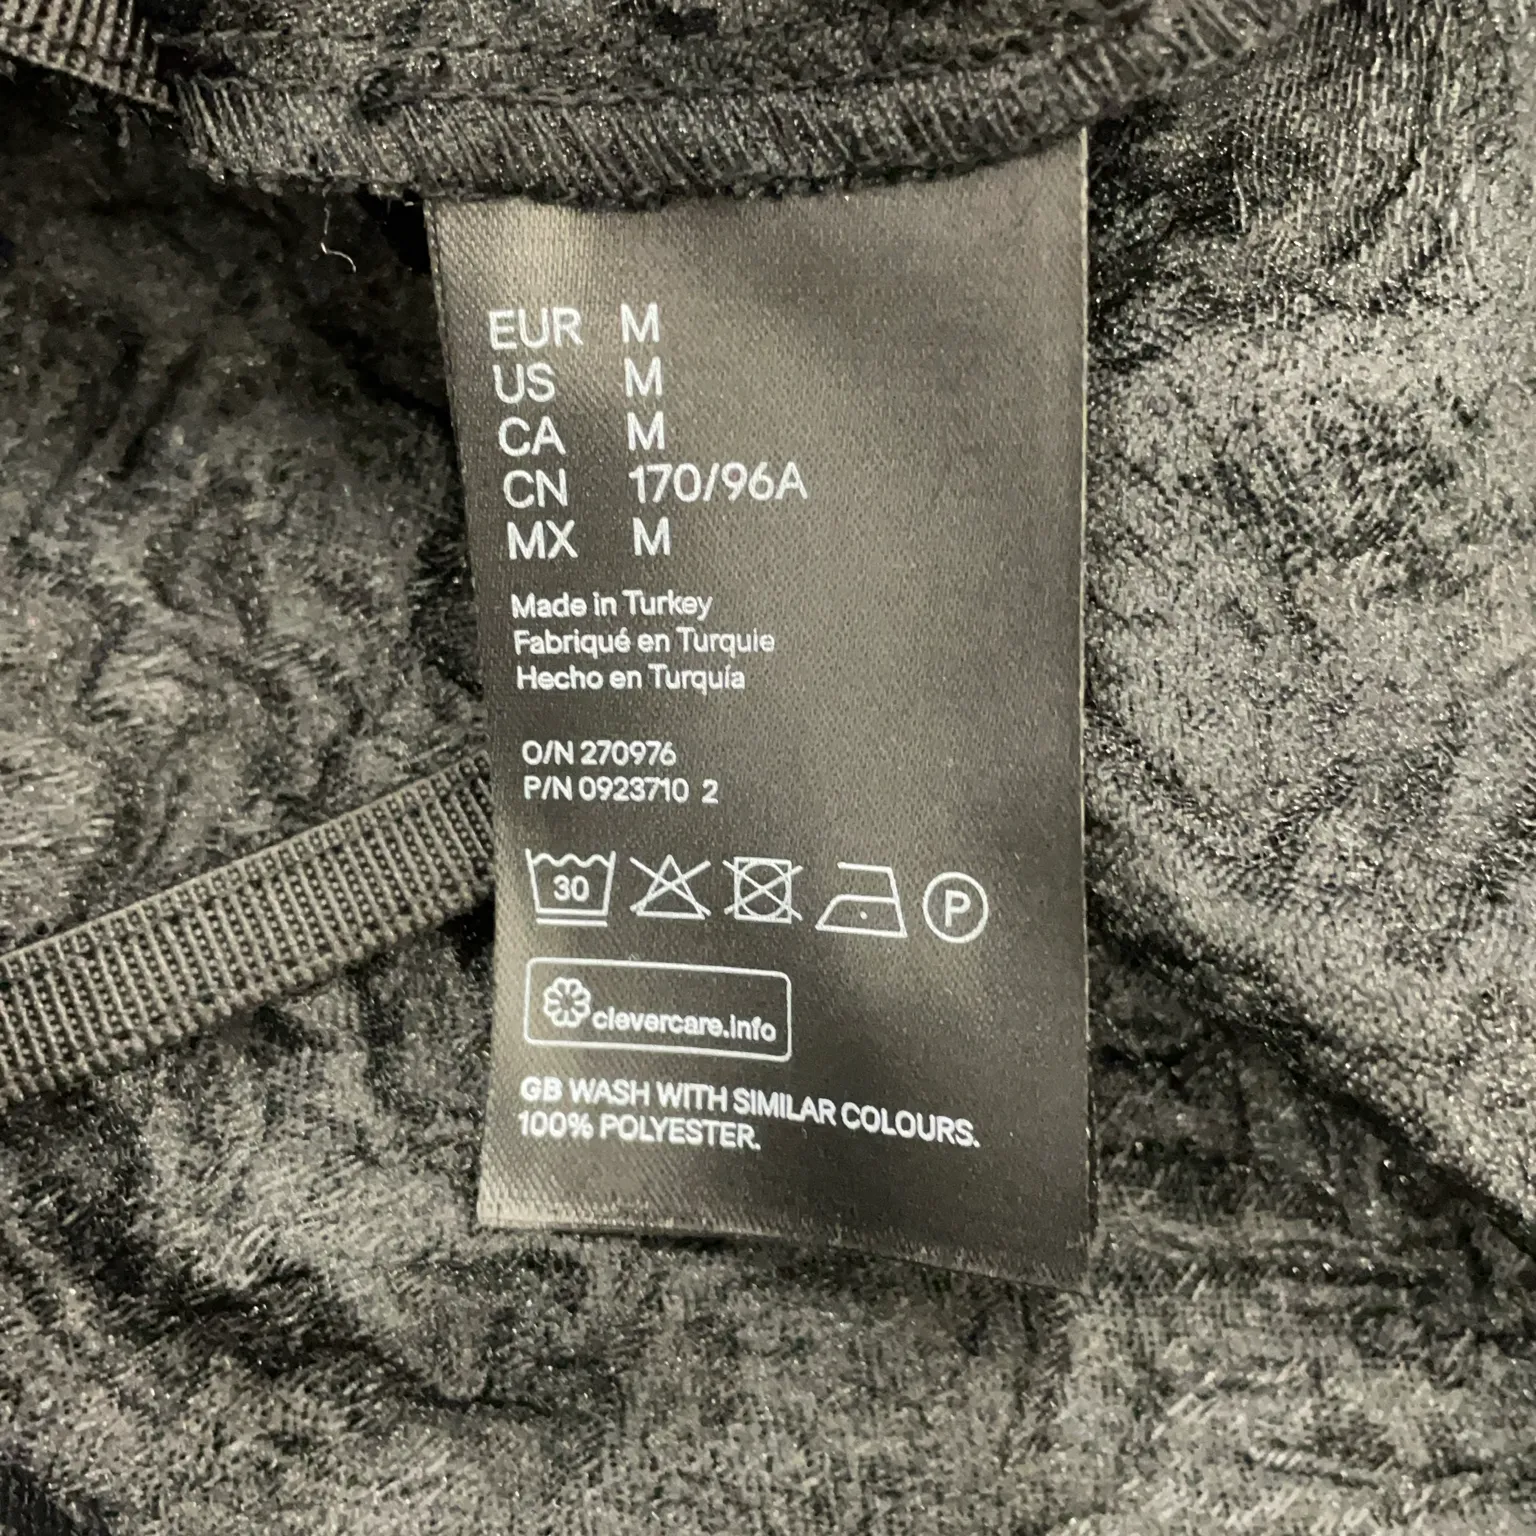 EUR M
US M
CA M
CN 170/96A
MX M
Made in Turkey
Fabriqué en Turquie
Hecho en Turquía
O/N 270976
P/N 0923710 2
30 P
clevercare.info
GB WASH WITH SIMILAR COLOURS.
100% POLYESTER.